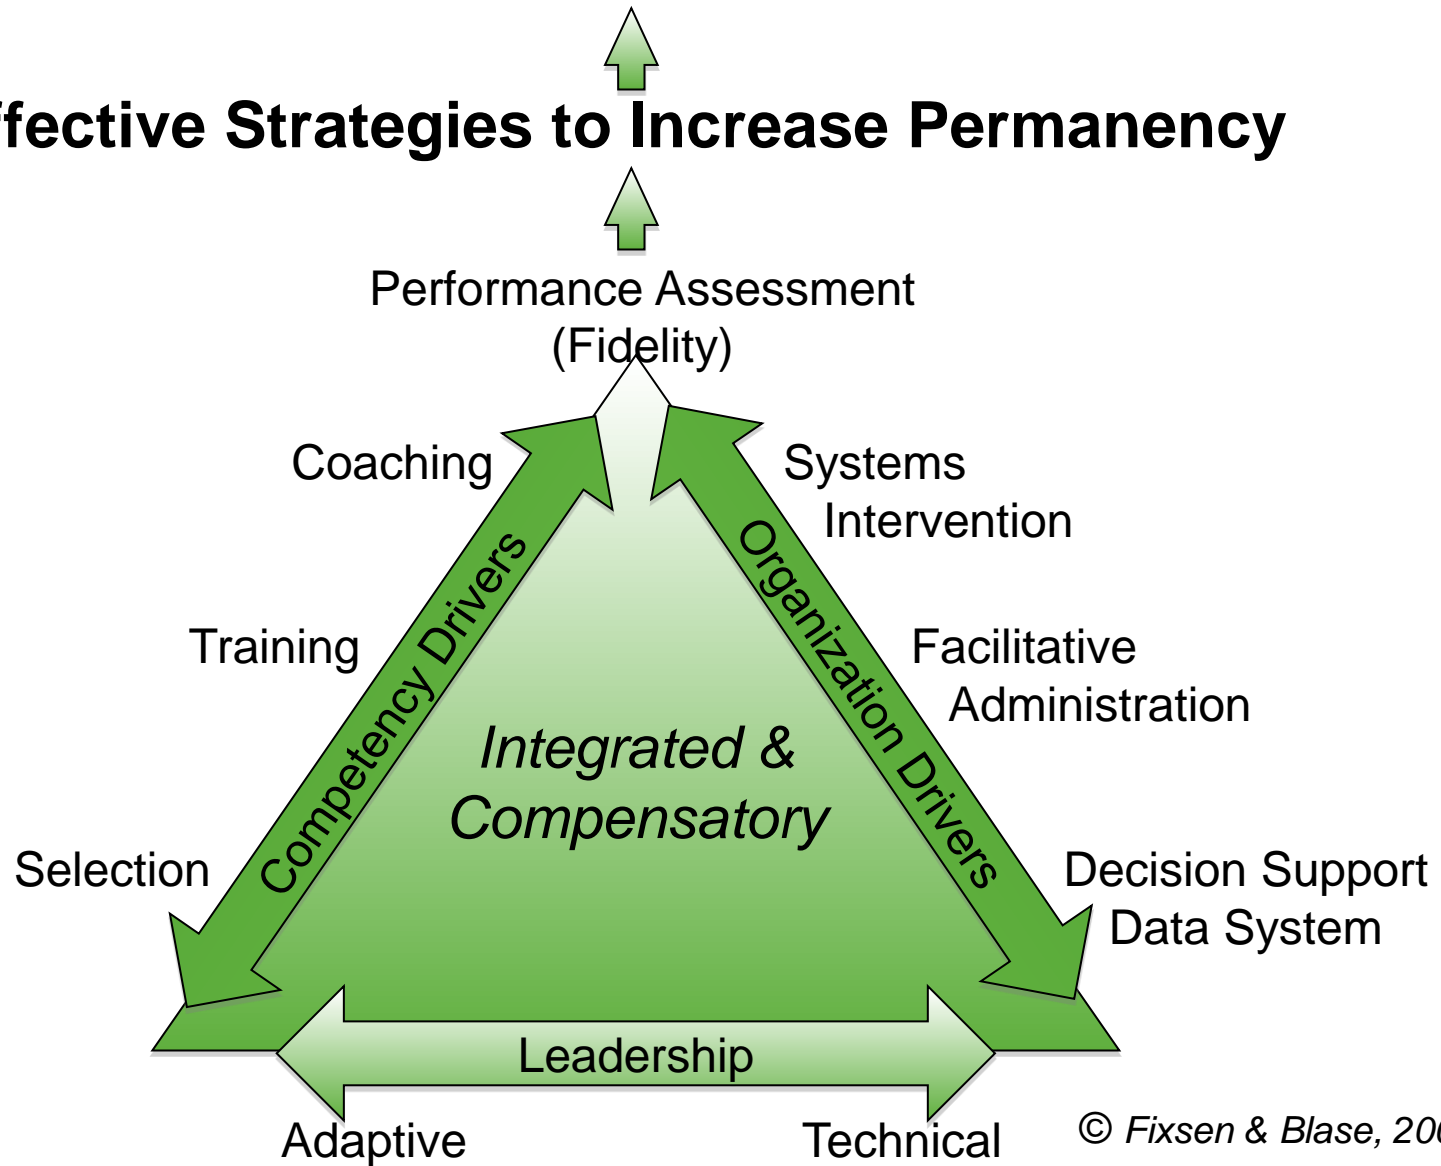 ffective Strategies to Increase Permanency
Performance Assessment
(Fidelity)
Coaching
Systems
Intervention
Competency Drivers
Organization Drivers
Training
Facilitative
Administration
Integrated &
Compensatory
Selection
Decision Support
Data System
Leadership
Adaptive
Technical
© Fixsen & Blase, 200